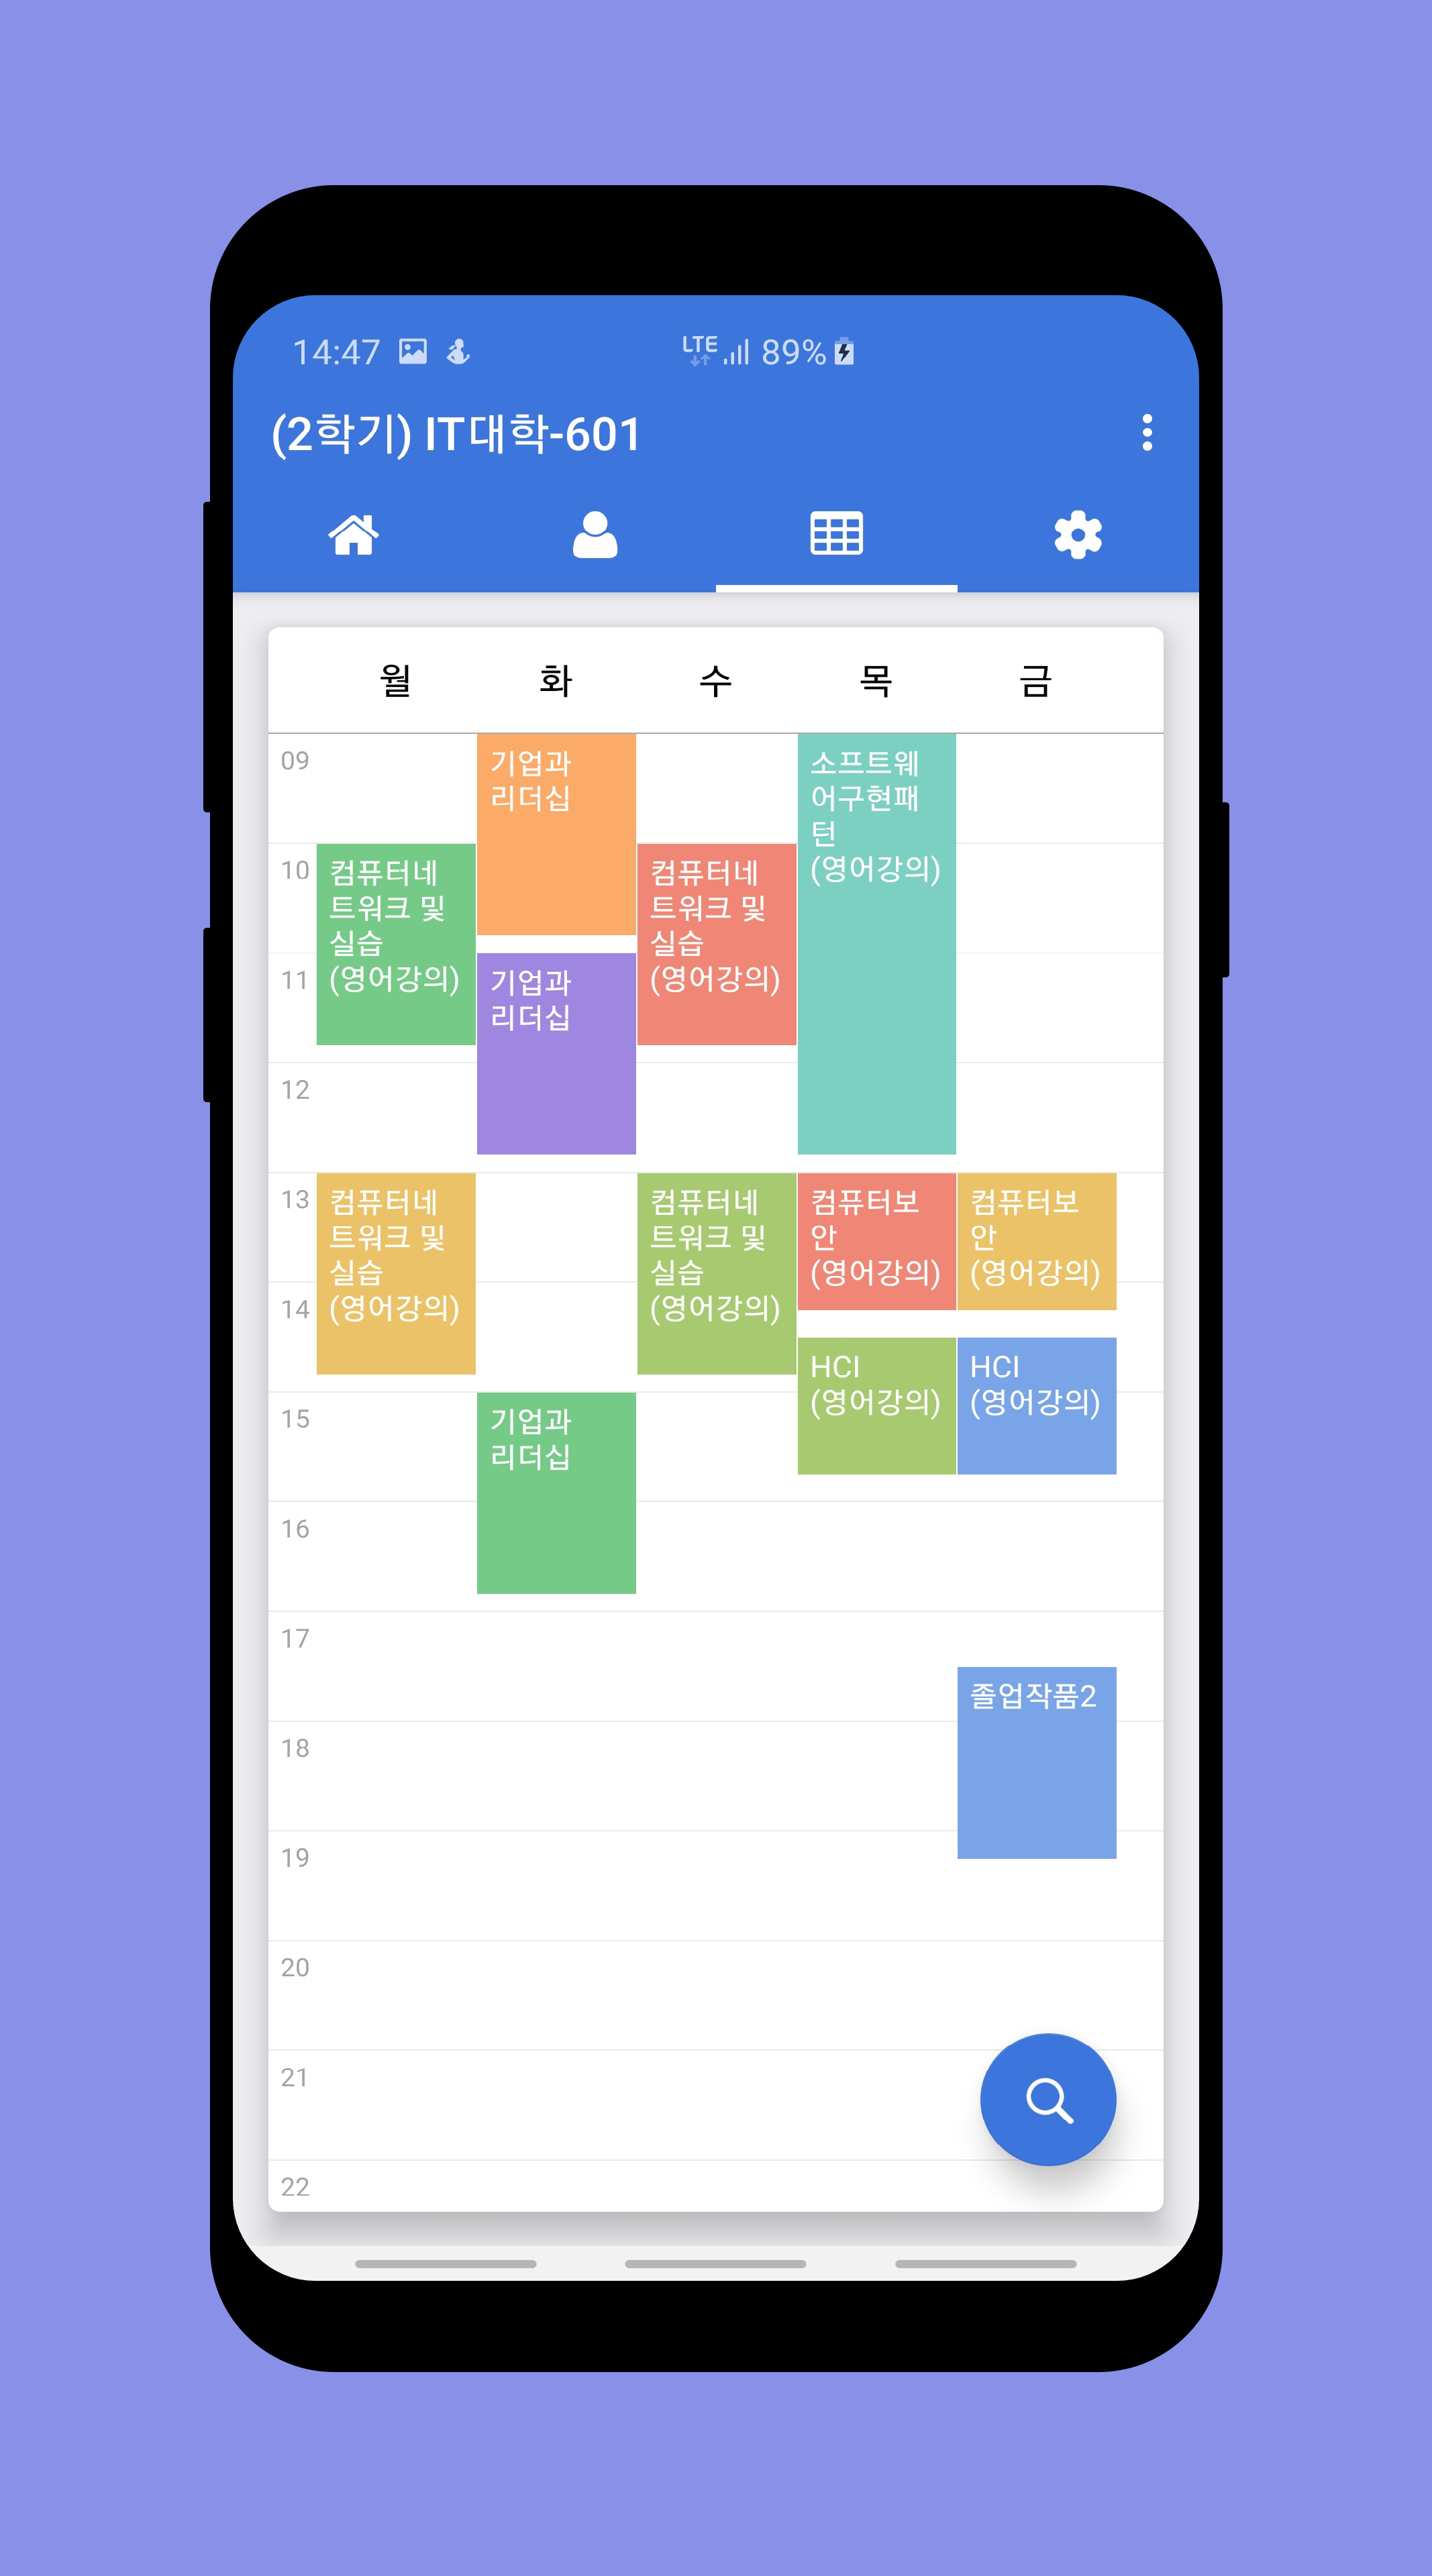 14:47 LTE 89%
(2학기) IT대학-601
월 화 수 목 금
09
10
11
12
13
14
15
16
17
18
19
20
21
22
컴퓨터네
트워크 및
실습
(영어강의)
컴퓨터네
트워크 및
실습
(영어강의)
기업과
리더십
기업과
리더십
기업과
리더십
컴퓨터네
트워크 및
실습
(영어강의)
컴퓨터네
트워크 및
실습
(영어강의)
소프트웨
어구현패
턴
(영어강의)
컴퓨터보
안
(영어강의)
HCI
(영어강의)
컴퓨터보
안
(영어강의)
HCI
(영어강의)
졸업작품2